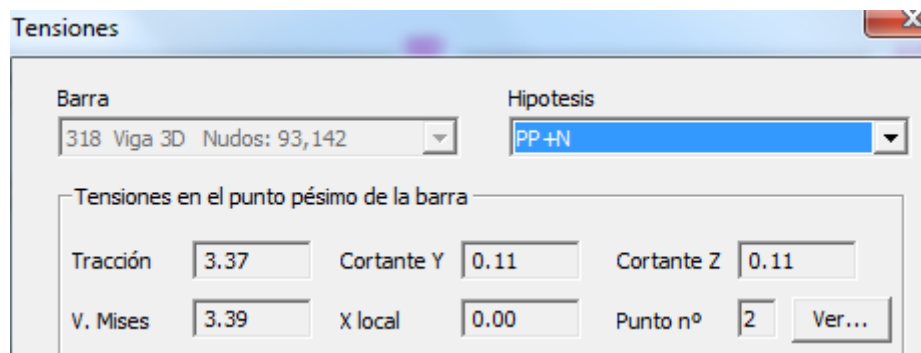 Tensiones
Barra Hipotesis
318 Viga 3D Nudos: 93,142 PP+N
Tensiones en el punto pésimo de la barra
Tracción 3.37 Cortante Y 0.11 Cortante Z 0.11
V. Mises 3.39 X local 0.00 Punto nº 2 Ver...